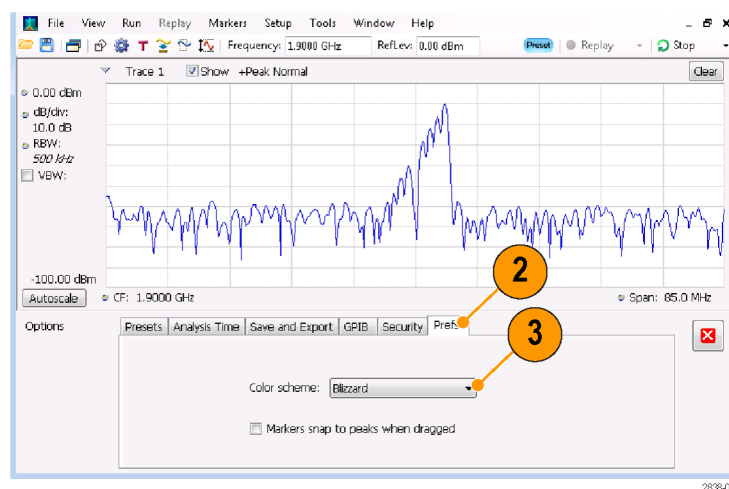 File View Run Replay Markers Setup Tools Window Help
T Frequency: 1.9000 GHz RefLev: 0.00 dBm Preset Replay Stop
Trace 1 Show +Peak Normal Clear
0.00 dBm
dB/div:
10.0 dB
RBW:
500 kHz
VBW:
-100.00 dBm
Autoscale CF: 1.9000 GHz Span: 85.0 MHz
2
Options Presets Analysis Time Save and Export GPIB Security Prefs
3
Color scheme: Blizzard
Markers snap to peaks when dragged